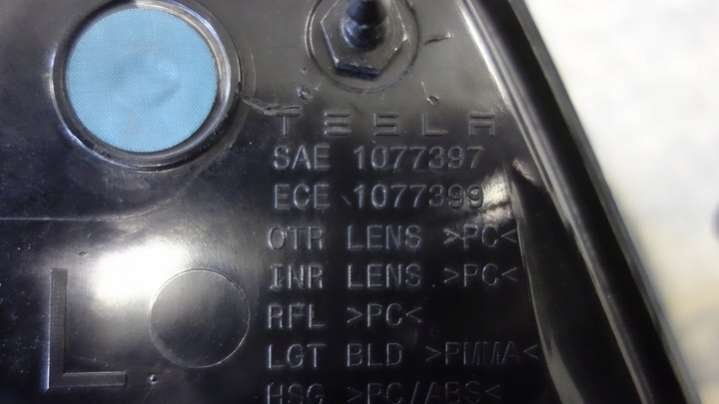 TESLA
SAE 1077397
ECE 1077399
OTR LENS >PC<
INR LENS >PC<
RFL >PC<
LGT BLD >PMMA<
HSG >PC/ABS<
L